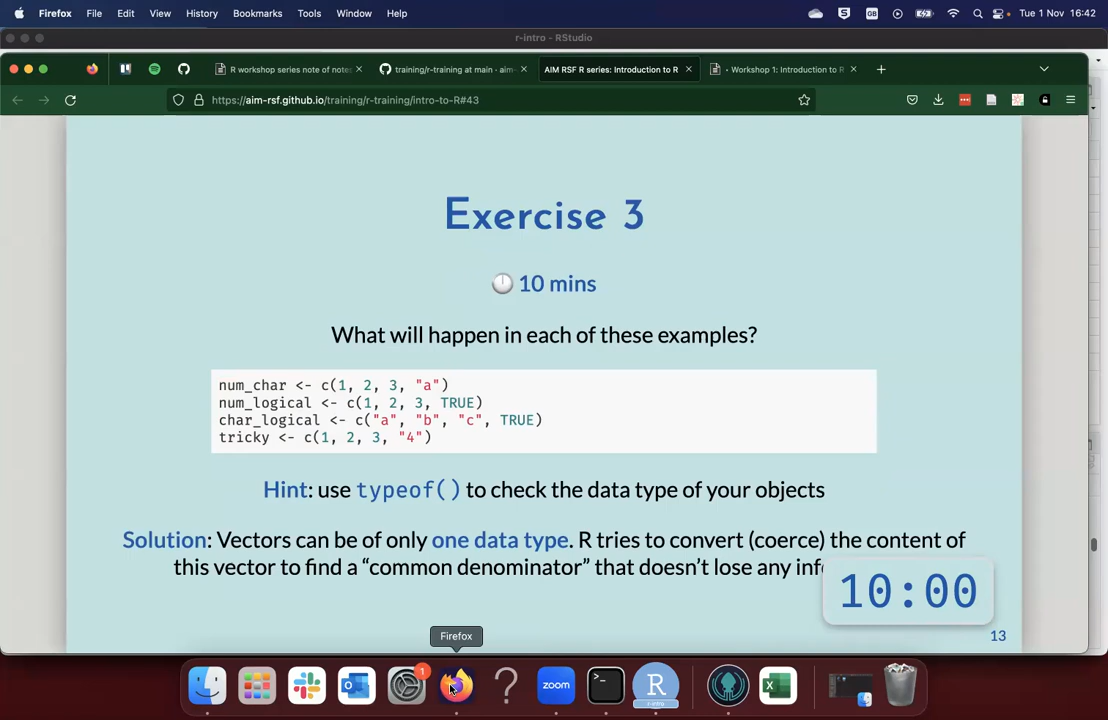 Firefox File Edit View History Bookmarks Tools Window Help
GB
Tue 1 Nov 16:42
r-intro - RStudio
R workshop series note of note
training/r-training at main · aim-
AIM RSF R series: Introduction to R
Workshop 1: Introduction to R
https://aim-rsf.github.io/training/r-training/intro-to-R#43
Exercise 3
10 mins
What will happen in each of these examples?
num_char <- c(1, 2, 3, "a")
num_logical <- c(1, 2, 3, TRUE)
char_logical <- c("a", "b", "c", TRUE)
tricky <- c(1, 2, 3, "4")
Hint: use typeof() to check the data type of your objects
Solution: Vectors can be of only one data type. R tries to convert (coerce) the content of
this vector to find a “common denominator” that doesn’t lose any inf
10:00
13
Firefox
1
zoom
R
r-intro
X